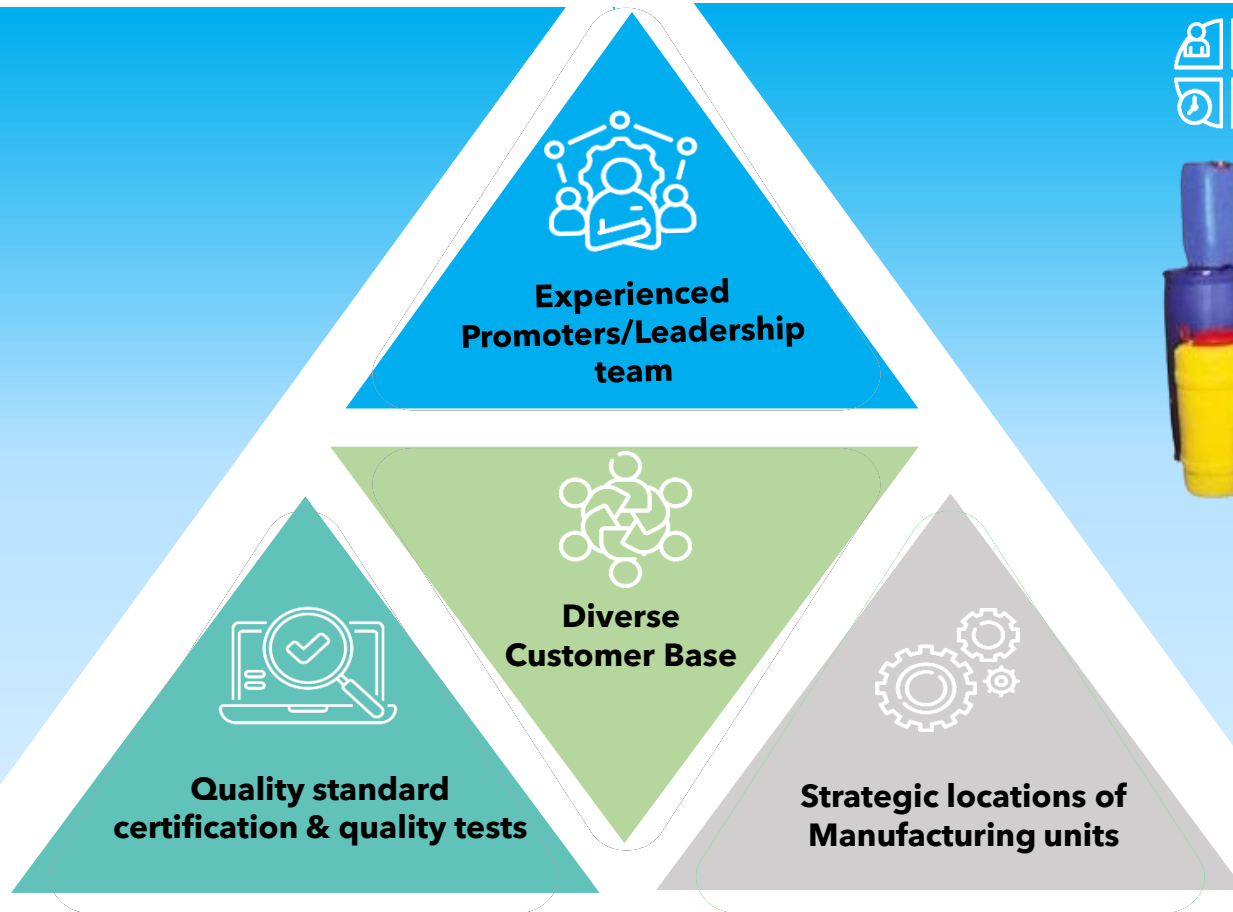 Experienced
Promoters/Leadership
team
Diverse
Customer Base
Quality standard
certification & quality tests
Strategic locations of
Manufacturing units